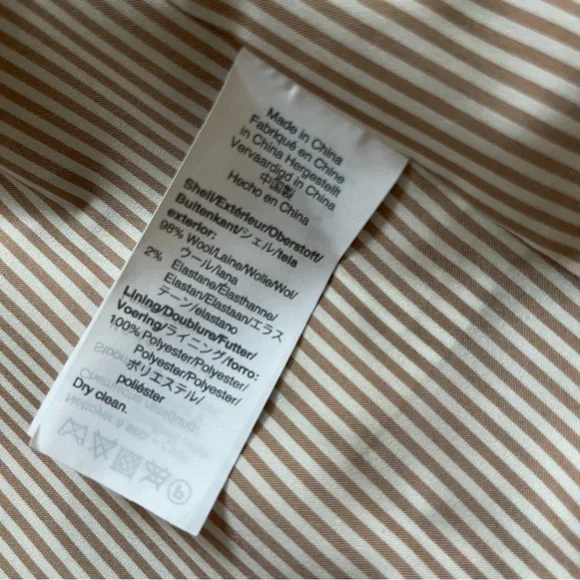 Made in China
Fabriqué en Chine
in China Hergestellt
Vervaardigd in China
中国製
Hecho en China
Shell/Extérieur/Oberstoff/
Buitenkant/シェル/tela
exterior:
98% Wool/Laine/Wolle/Wol/
ウール/lana
2% Elastane/Élasthanne/
Elastan/Elastaan/エラス
テーン/elastano
Lining/Doublure/Futter/
Voering/ライニング/forro:
100% Polyester/Polyester/
Polyester/Polyester/
ポリエステル/
poliéster
Dry clean.